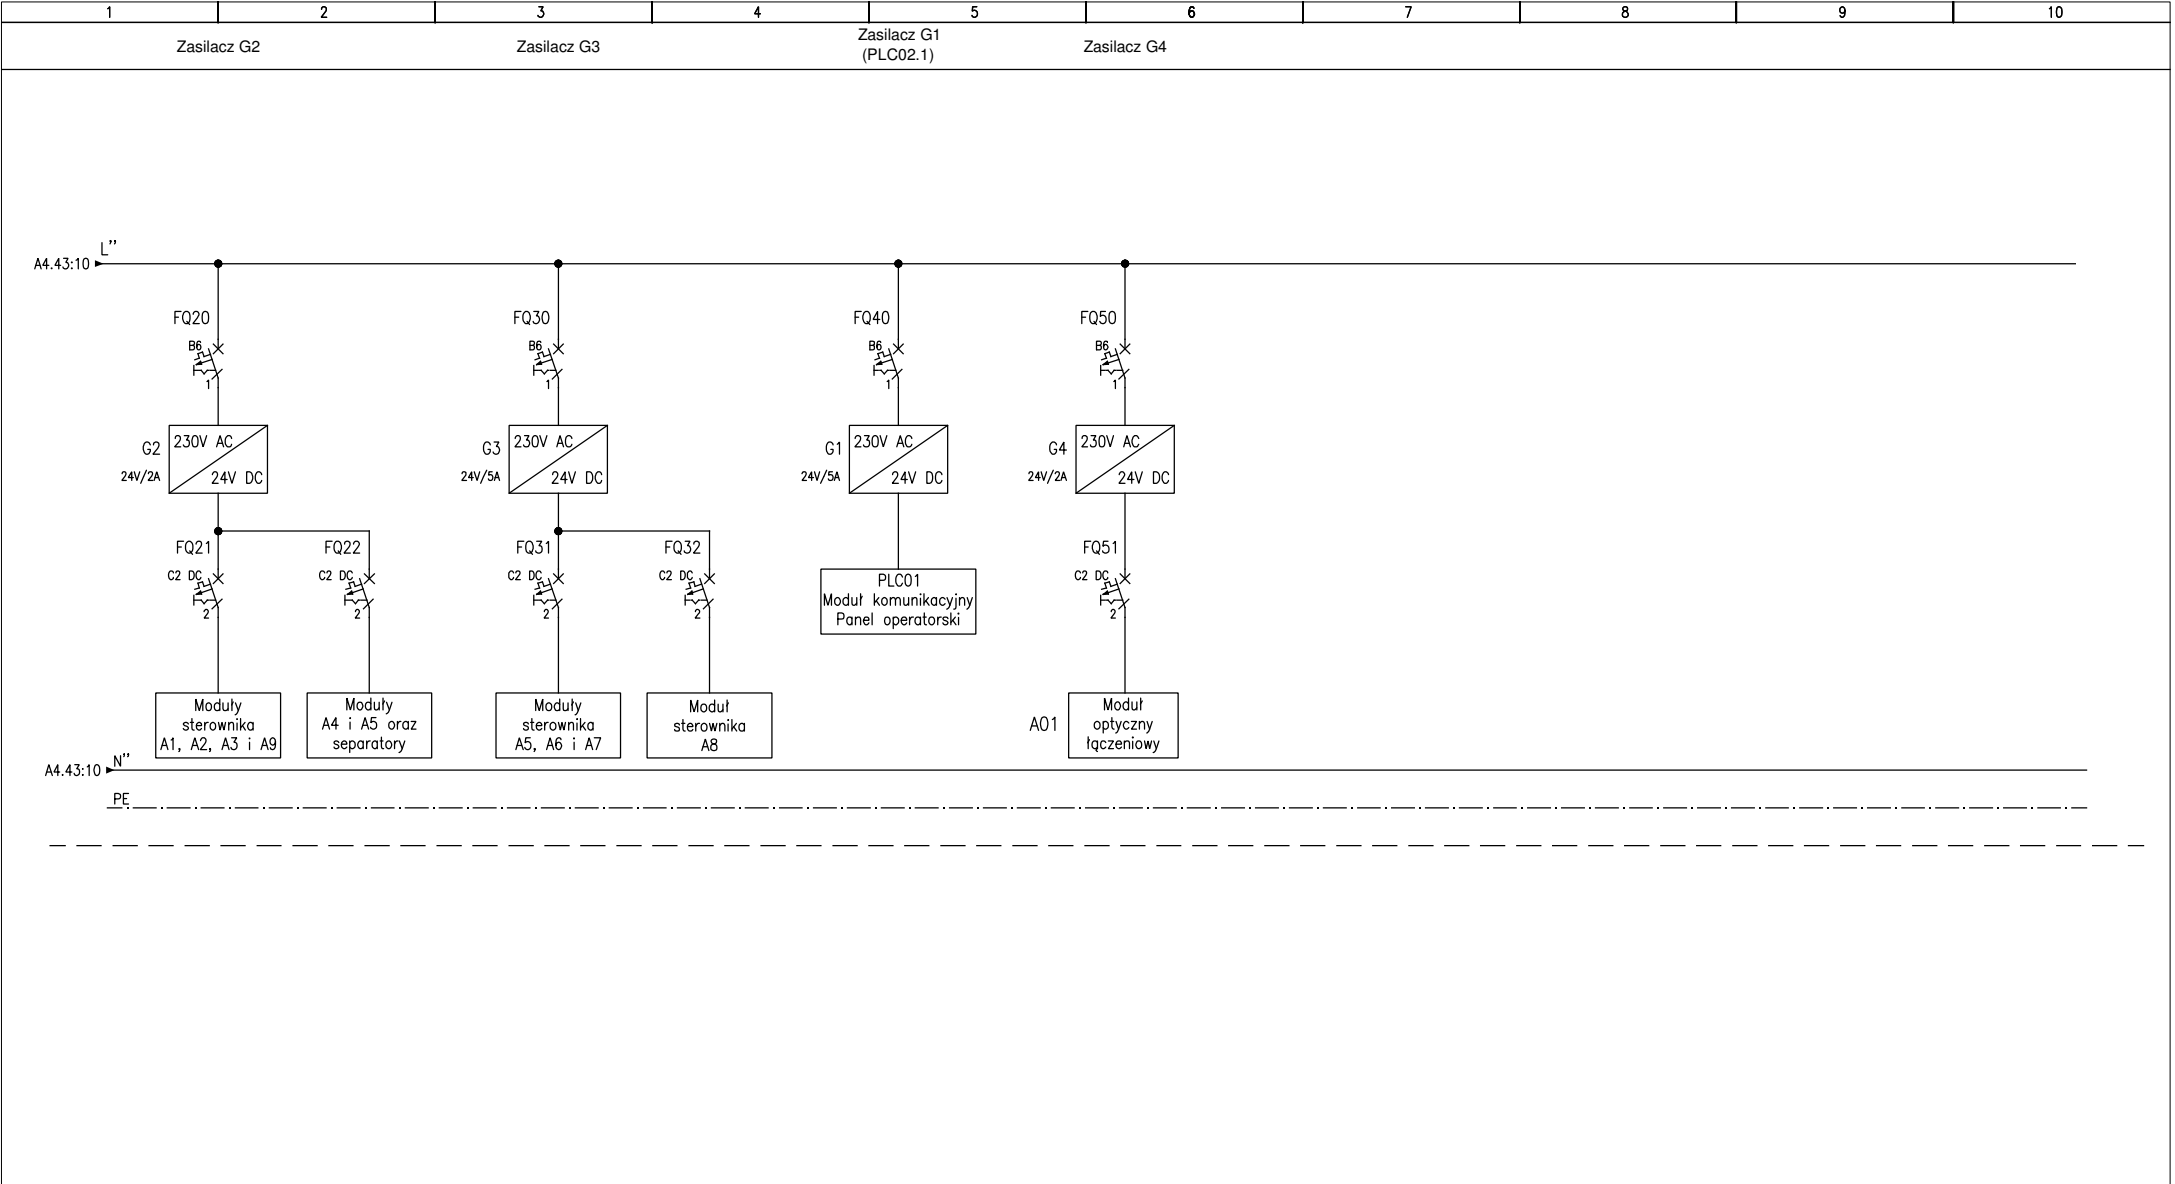 1 2 3 4 5 6 7 8 9 10
Zasilacz G2
Zasilacz G3
Zasilacz G1
(PLC02.1)
Zasilacz G4
L’’
A4.43:10
FQ20
B6
1
FQ30
B6
1
FQ40
B6
1
FQ50
B6
1
G2
24V/2A
230V AC
24V DC
G3
24V/5A
230V AC
24V DC
G1
24V/5A
230V AC
24V DC
G4
24V/2A
230V AC
24V DC
FQ21
C2 DC
2
FQ22
C2 DC
2
FQ31
C2 DC
2
FQ32
C2 DC
2
PLC01
Moduł komunikacyjny
Panel operatorski
FQ51
C2 DC
2
Moduły
sterownika
A1, A2, A3 i A9
Moduły
A4 i A5 oraz
separatory
Moduły
sterownika
A5, A6 i A7
Moduł
sterownika
A8
A01
Moduł
optyczny
łączeniowy
N’’
A4.43:10
PE